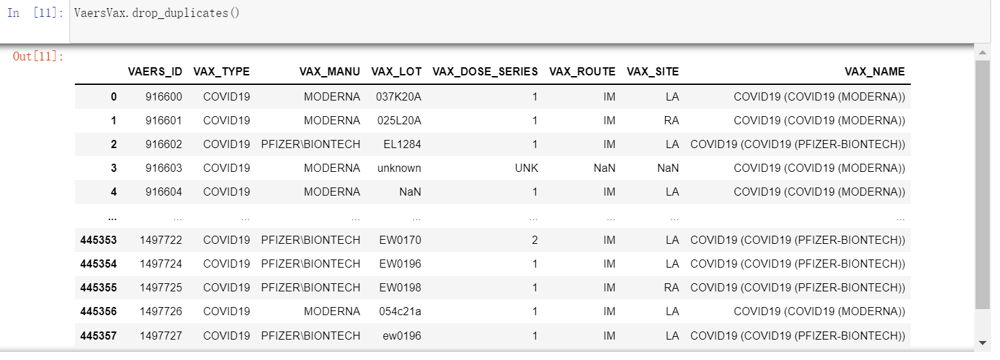 In [11]: VaersVax.drop_duplicates()
Out[11]:
VAERS_ID VAX_TYPE VAX_MANU VAX_LOT VAX_DOSE_SERIES VAX_ROUTE VAX_SITE VAX_NAME
0 916600 COVID19 MODERNA 037K20A 1 IM LA COVID19 (COVID19 (MODERNA))
1 916601 COVID19 MODERNA 025L20A 1 IM RA COVID19 (COVID19 (MODERNA))
2 916602 COVID19 PFIZER\BIONTECH EL1284 1 IM LA COVID19 (COVID19 (PFIZER-BIONTECH))
3 916603 COVID19 MODERNA unknown UNK NaN NaN COVID19 (COVID19 (MODERNA))
4 916604 COVID19 MODERNA NaN 1 IM LA COVID19 (COVID19 (MODERNA))
... ... ... ... ... ... ... ... ...
445353 1497722 COVID19 PFIZER\BIONTECH EW0170 2 IM LA COVID19 (COVID19 (PFIZER-BIONTECH))
445354 1497724 COVID19 PFIZER\BIONTECH EW0196 1 IM LA COVID19 (COVID19 (PFIZER-BIONTECH))
445355 1497725 COVID19 PFIZER\BIONTECH EW0198 1 IM RA COVID19 (COVID19 (PFIZER-BIONTECH))
445356 1497726 COVID19 MODERNA 054c21a 1 IM LA COVID19 (COVID19 (MODERNA))
445357 1497727 COVID19 PFIZER\BIONTECH ew0196 1 IM LA COVID19 (COVID19 (PFIZER-BIONTECH))